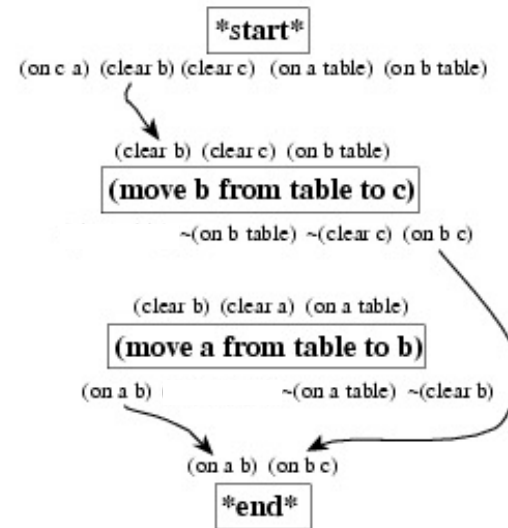 *start*
(on c a) (clear b) (clear c) (on a table) (on b table)
(clear b) (clear c) (on b table)
(move b from table to c)
~(on b table) ~(clear c) (on b c)
(clear b) (clear a) (on a table)
(move a from table to b)
(on a b) ~(on a table) ~(clear b)
(on a b) (on b c)
*end*